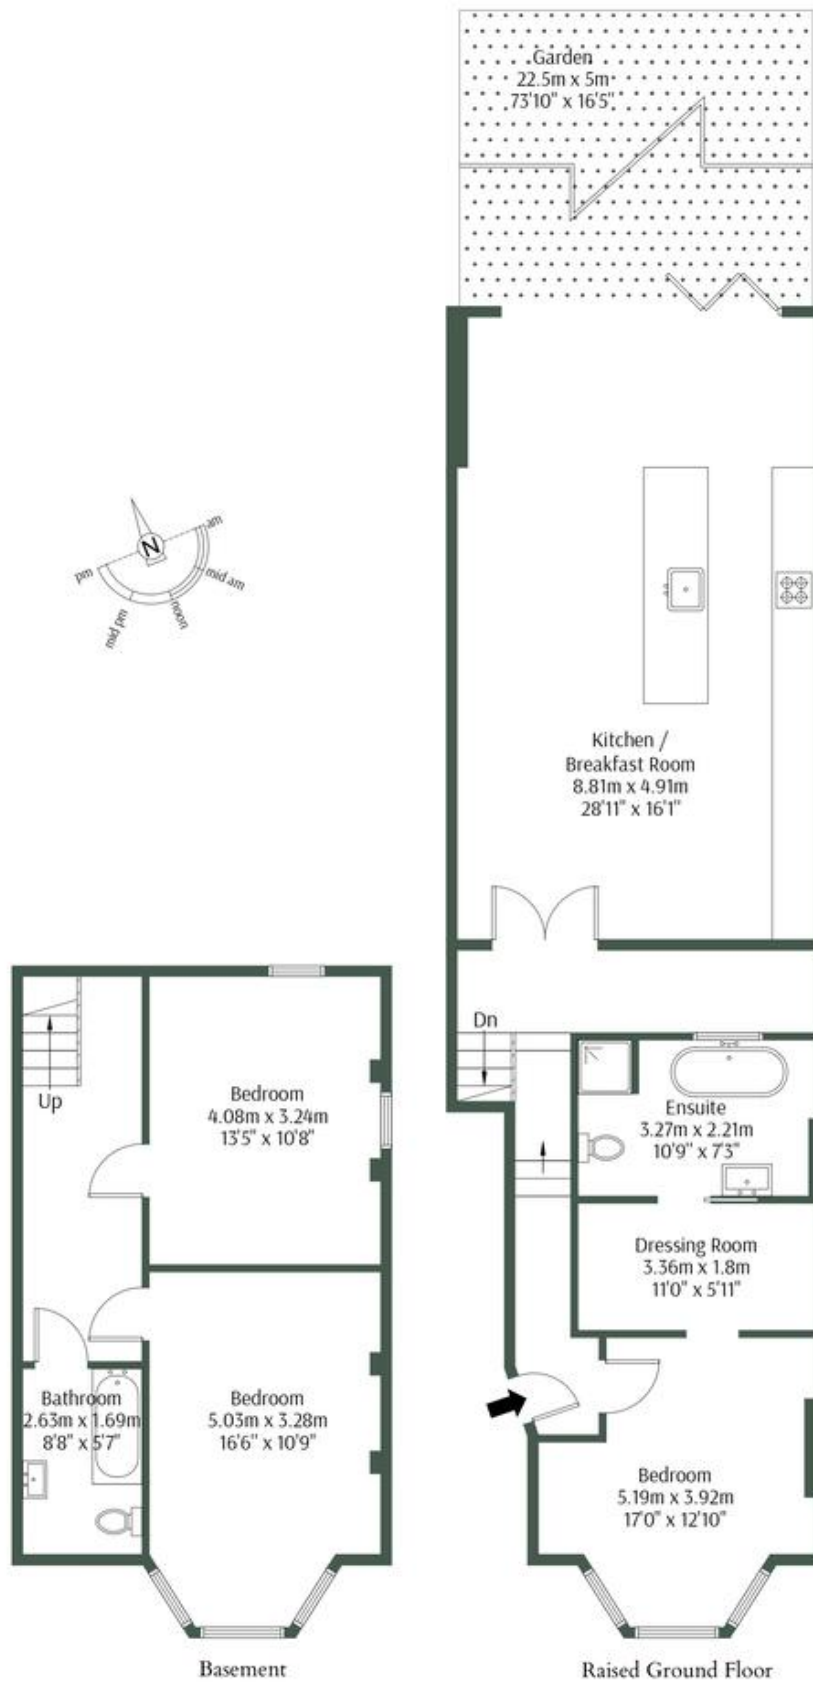 Garden
22.5m x 5m
73'10" x 16'5"
am
N
pm
mid am
mid pm
noon
Kitchen /
Breakfast Room
8.81m x 4.91m
28'11" x 16'1"
Dn
Up
Bedroom
4.08m x 3.24m
13'5" x 10'8"
Ensuite
3.27m x 2.21m
10'9" x 7'3"
Dressing Room
3.36m x 1.8m
11'0" x 5'11"
Bathroom
2.63m x 1.69m
8'8" x 5'7"
Bedroom
5.03m x 3.28m
16'6" x 10'9"
Bedroom
5.19m x 3.92m
17'0" x 12'10"
Basement
Raised Ground Floor